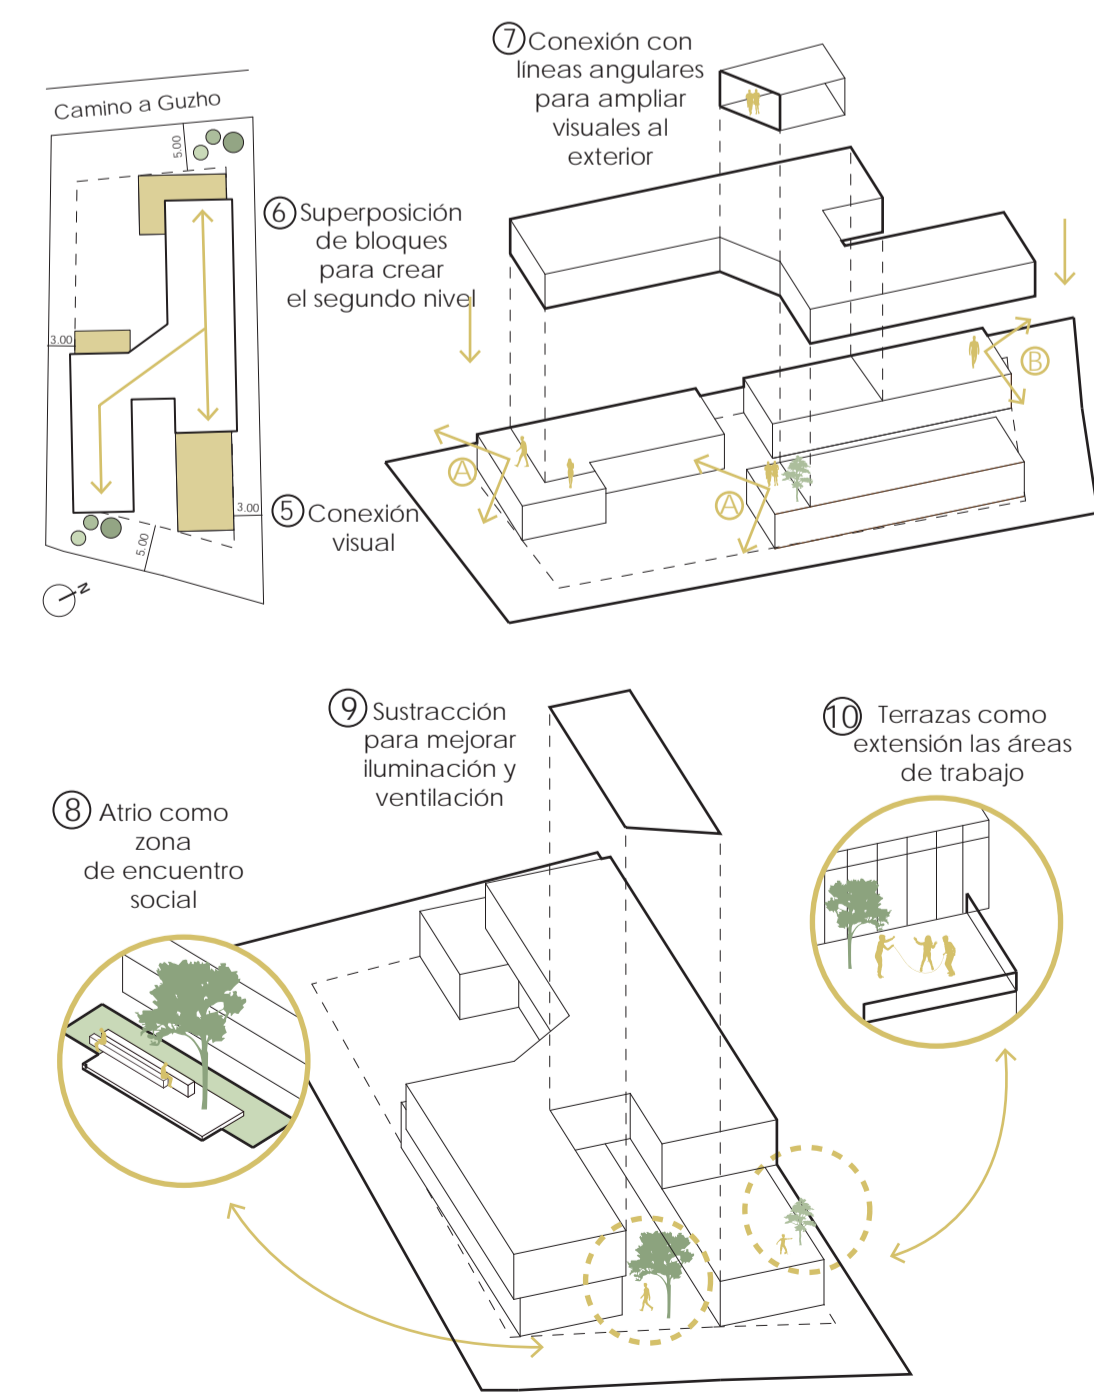 Camino a Guzho
5.00
3.00
3.00
5.00
N
5 Conexión
visual
6 Superposición
de bloques
para crear
el segundo nivel
7 Conexión con
líneas angulares
para ampliar
visuales al
exterior
A
A
B
8 Atrio como
zona
de encuentro
social
9 Sustracción
para mejorar
iluminación y
ventilación
10 Terrazas como
extensión las áreas
de trabajo